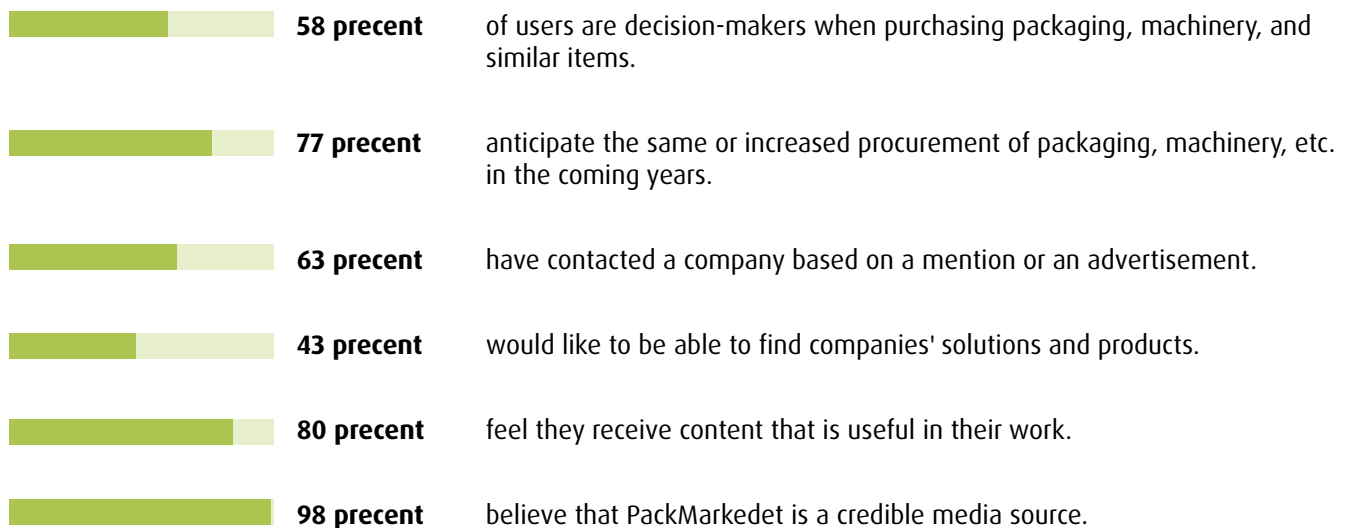 58 precent of users are decision-makers when purchasing packaging, machinery, and
similar items.
77 precent anticipate the same or increased procurement of packaging, machinery, etc.
in the coming years.
63 precent have contacted a company based on a mention or an advertisement.
43 precent would like to be able to find companies' solutions and products.
80 precent feel they receive content that is useful in their work.
98 precent believe that PackMarkedet is a credible media source.